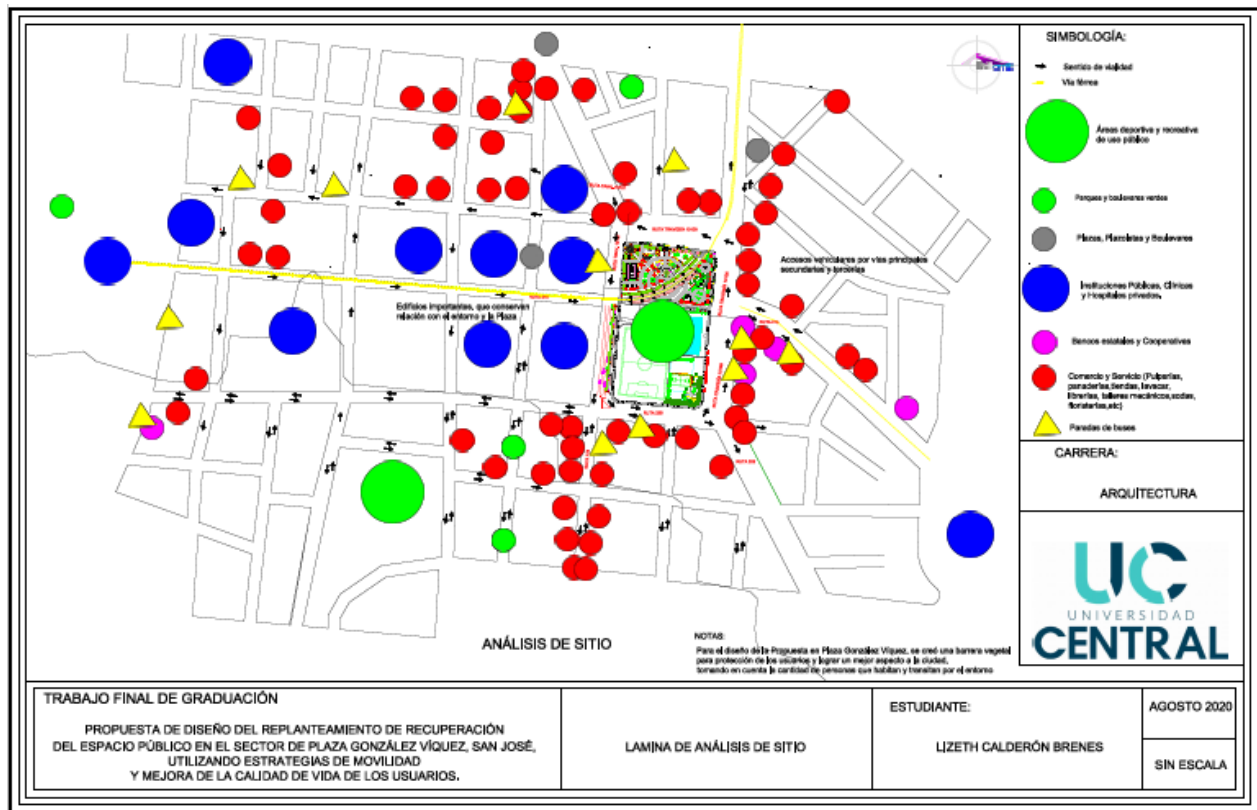 SIMBOLOGÍA:
Sentido de vialidad
Vía férrea
Áreas deportiva y recreativa
de uso público
Parques y boulevares verdes
Plazas, Plazoletas y Boulevares
Instituciones Públicas, Clínicas
y Hospitales privados.
Bancos estatales y Cooperativas
Comercio y Servicio (Pulperías,
panaderías,tiendas, lavacar,
librerías, talleres mecánicos,sodas,
floristerías,etc)
Paradas de buses
CARRERA:
ARQUITECTURA
UC
UNIVERSIDAD
CENTRAL
Accesos vehiculares por vías principales
secundarias y terciarias
Edificios importantes, que conservan
relación con el entorno y la Plaza
RUTA 209
ANÁLISIS DE SITIO
NOTAS:
Para el diseño de la Propuesta en Plaza González Víquez, se creó una barrera vegetal
para protección de los usuarios y lograr un mejor aspecto a la ciudad,
tomando en cuenta la cantidad de personas que habitan y transitan por el entorno
TRABAJO FINAL DE GRADUACIÓN
PROPUESTA DE DISEÑO DEL REPLANTEAMIENTO DE RECUPERACIÓN
DEL ESPACIO PÚBLICO EN EL SECTOR DE PLAZA GONZÁLEZ VÍQUEZ, SAN JOSÉ,
UTILIZANDO ESTRATEGIAS DE MOVILIDAD
Y MEJORA DE LA CALIDAD DE VIDA DE LOS USUARIOS.
LAMINA DE ANÁLISIS DE SITIO
ESTUDIANTE:
LIZETH CALDERÓN BRENES
AGOSTO 2020
SIN ESCALA